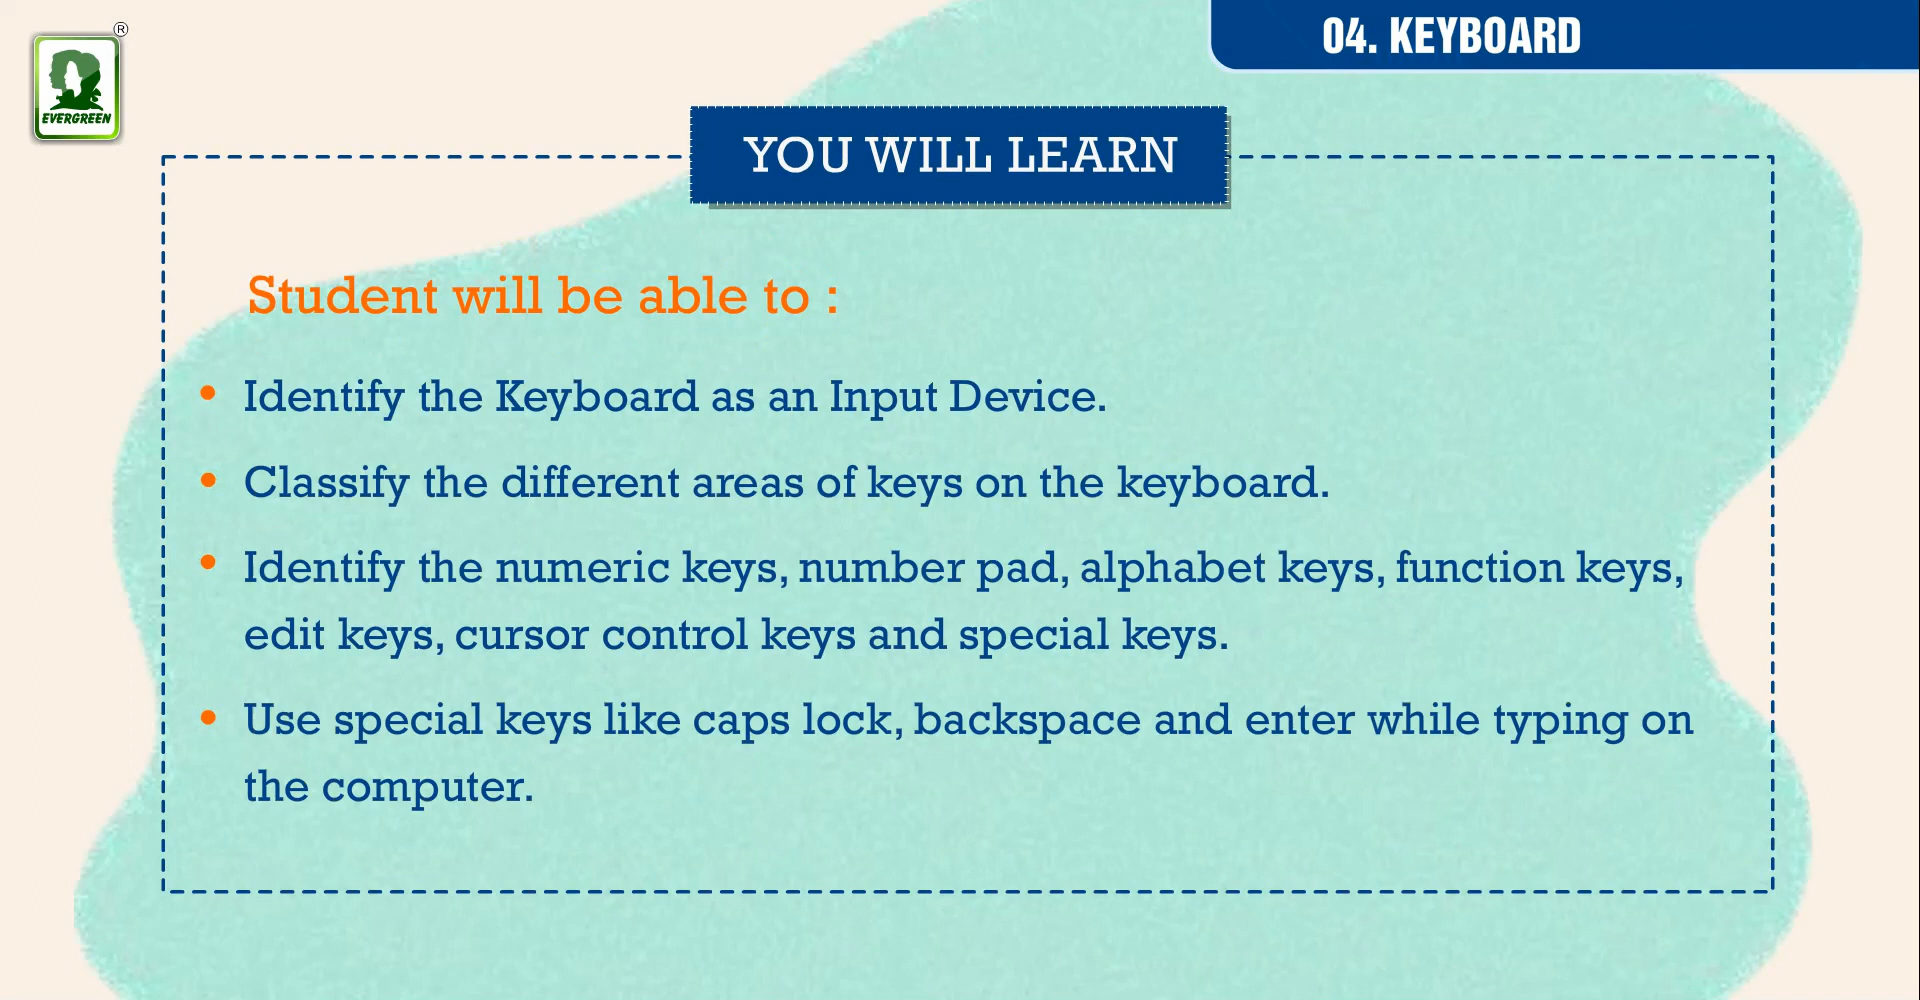 ®
EVERGREEN
04. KEYBOARD
YOU WILL LEARN
Student will be able to :
• Identify the Keyboard as an Input Device.
• Classify the different areas of keys on the keyboard.
• Identify the numeric keys, number pad, alphabet keys, function keys,
edit keys, cursor control keys and special keys.
• Use special keys like caps lock, backspace and enter while typing on
the computer.